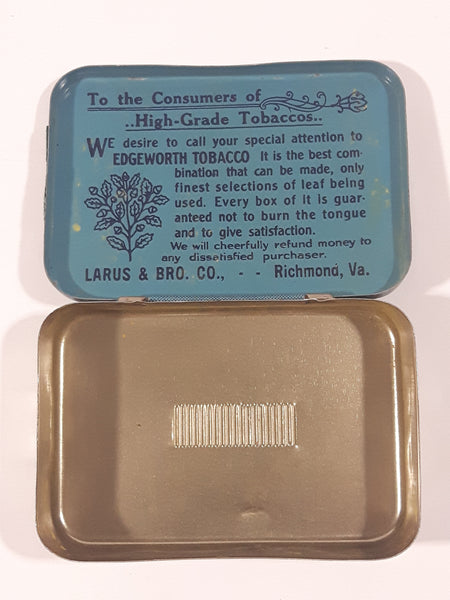 To the Consumers of
..High-Grade Tobaccos..
WE desire to call your special attention to
EDGEWORTH TOBACCO It is the best com-
bination that can be made, only
finest selections of leaf being
used. Every box of it is guar-
anteed not to burn the tongue
and to give satisfaction.
We will cheerfully refund money to
any dissatisfied purchaser.
LARUS & BRO. CO., - - Richmond, Va.